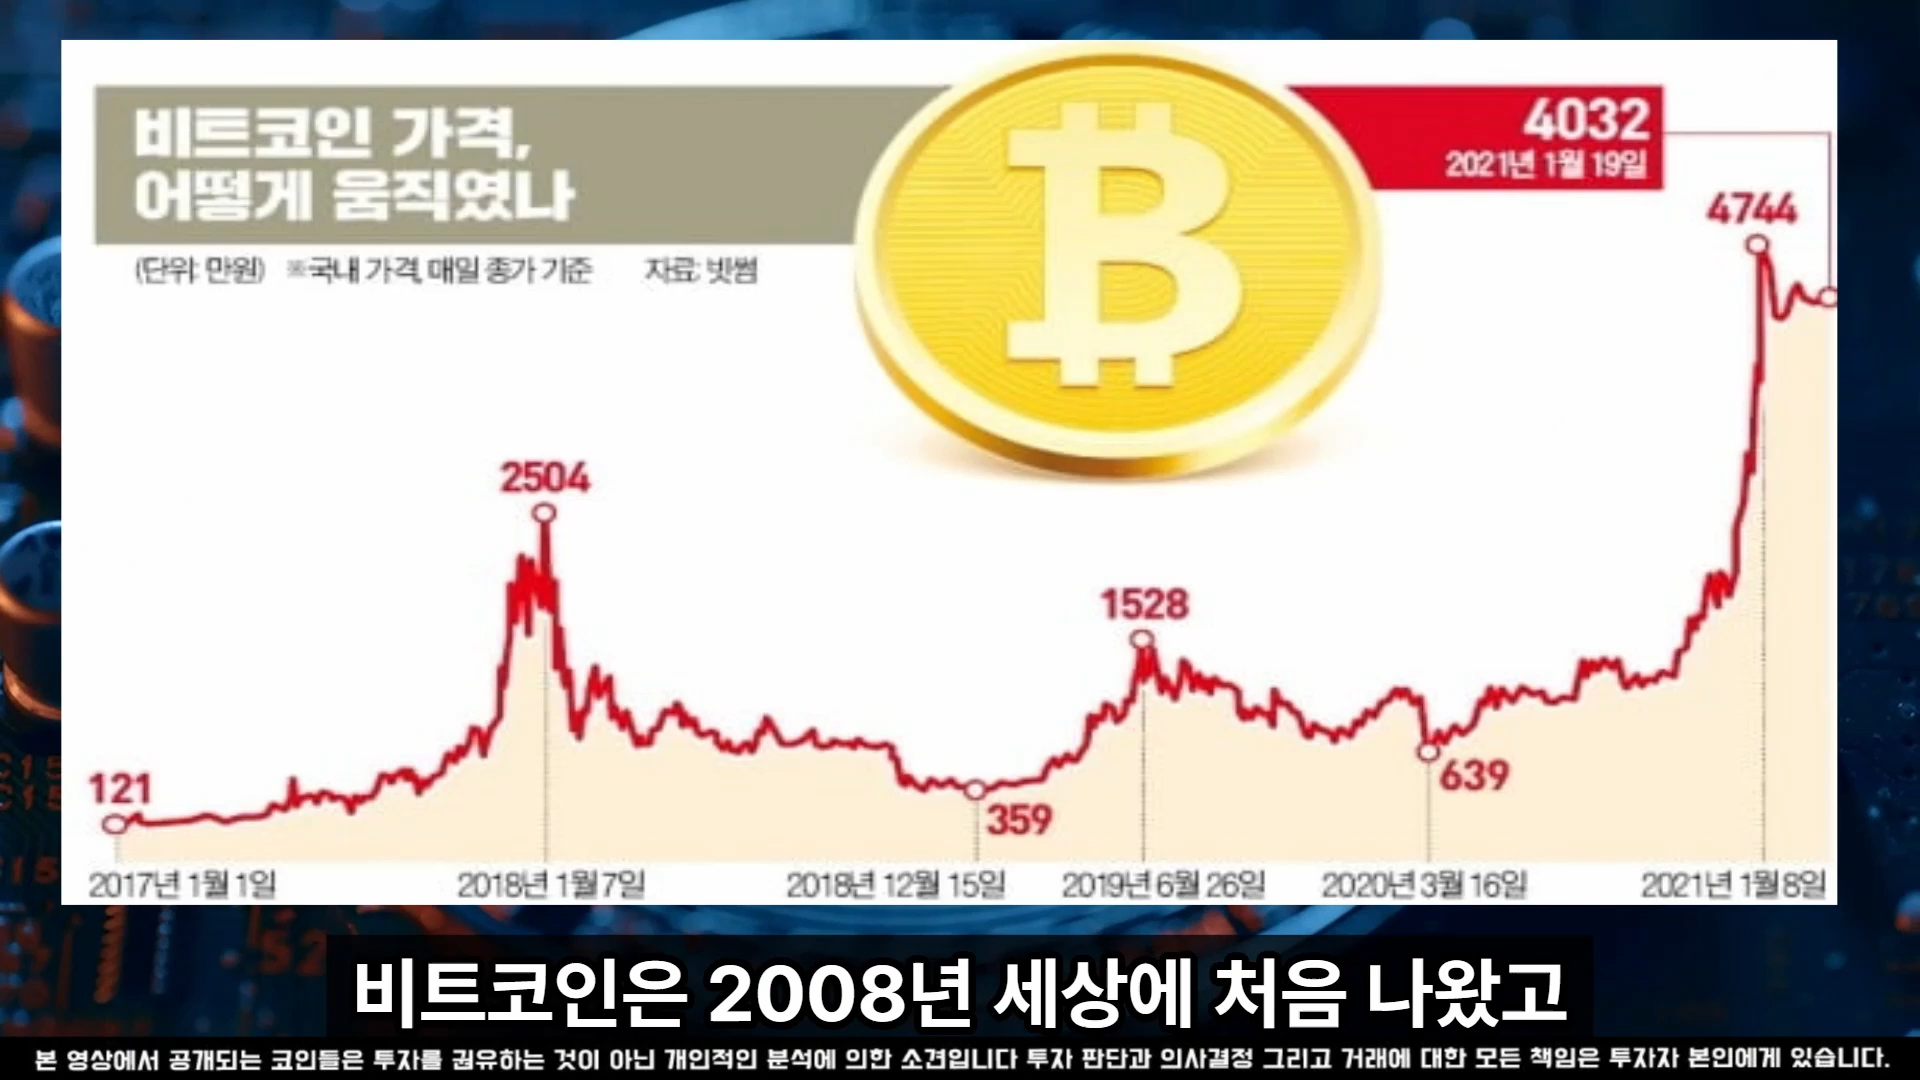 비트코인 가격,
어떻게 움직였나
(단위: 만원) ※국내 가격, 매일 종가 기준 자료: 빗썸
4032
2021년 1월 19일
4744
2504
1528
639
121
359
2017년 1월 1일 2018년 1월 7일 2018년 12월 15일 2019년 6월 26일 2020년 3월 16일 2021년 1월 8일
비트코인은 2008년 세상에 처음 나왔고
본 영상에서 공개되는 코인들은 투자를 권유하는 것이 아닌 개인적인 분석에 의한 소견입니다 투자 판단과 의사결정 그리고 거래에 대한 모든 책임은 투자자 본인에게 있습니다.